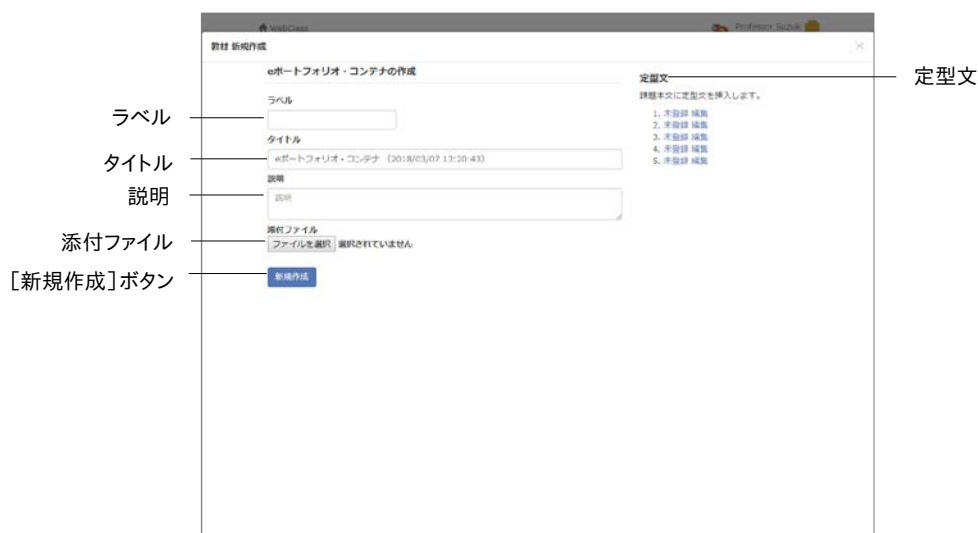 WebClass
Professor Suzuki
教材 新規作成
×
eポートフォリオ・コンテナの作成
ラベル
タイトル
eポートフォリオ・コンテナ (2018/03/07 13:20:43)
説明
説明
添付ファイル
ファイルを選択 選択されていません
新規作成
定型文
課題本文に定型文を挿入します。
1. 未登録 編集
2. 未登録 編集
3. 未登録 編集
4. 未登録 編集
5. 未登録 編集
ラベル
タイトル
説明
添付ファイル
[新規作成]ボタン
定型文